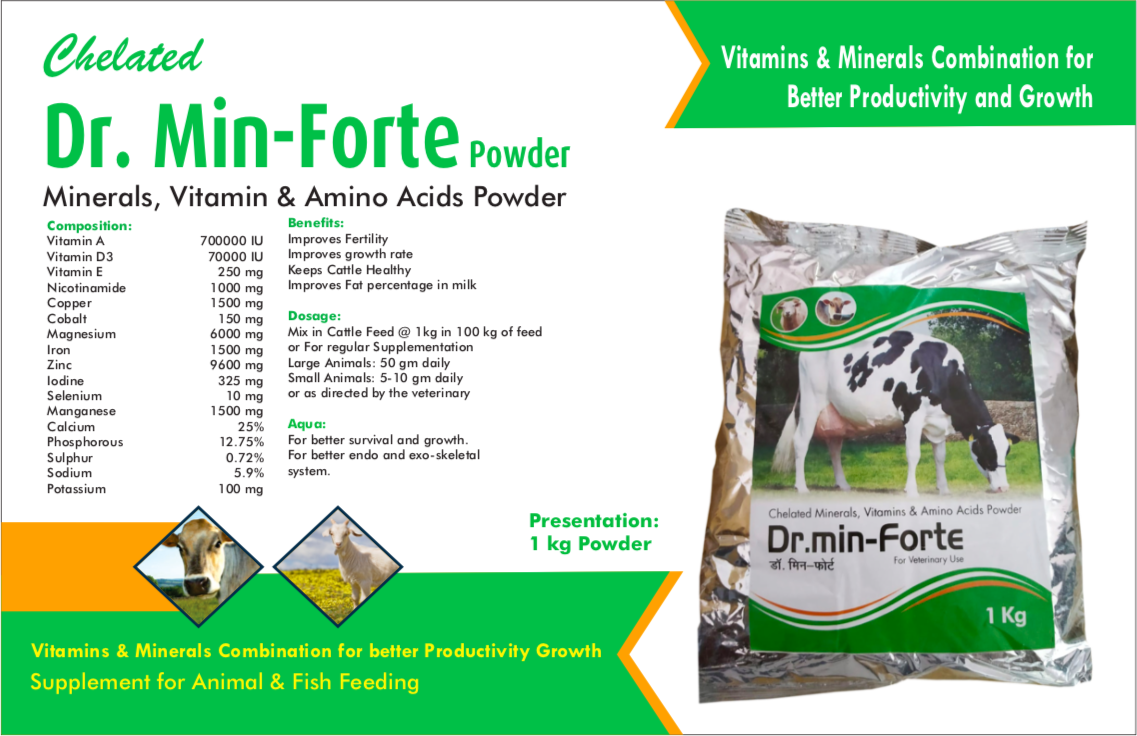 Chelated
Dr. Min-Forte Powder
Minerals, Vitamin & Amino Acids Powder
Composition:
Vitamin A 700000 IU
Vitamin D3 70000 IU
Vitamin E 250 mg
Nicotinamide 1000 mg
Copper 1500 mg
Cobalt 150 mg
Magnesium 6000 mg
Iron 1500 mg
Zinc 9600 mg
Iodine 325 mg
Selenium 10 mg
Manganese 1500 mg
Calcium 25%
Phosphorous 12.75%
Sulphur 0.72%
Sodium 5.9%
Potassium 100 mg
Benefits:
Improves Fertility
Improves growth rate
Keeps Cattle Healthy
Improves Fat percentage in milk
Dosage:
Mix in Cattle Feed @ 1kg in 100 kg of feed
or For regular Supplementation
Large Animals: 50 gm daily
Small Animals: 5-10 gm daily
or as directed by the veterinary
Aqua:
For better survival and growth.
For better endo and exo-skeletal
system.
Presentation:
1 kg Powder
Vitamins & Minerals Combination for better Productivity Growth
Supplement for Animal & Fish Feeding
Vitamins & Minerals Combination for
Better Productivity and Growth
Chelated Minerals, Vitamins & Amino Acids Powder
Dr.min-Forte
डॉ. मिन-फोर्ट For Veterinary Use
1 Kg